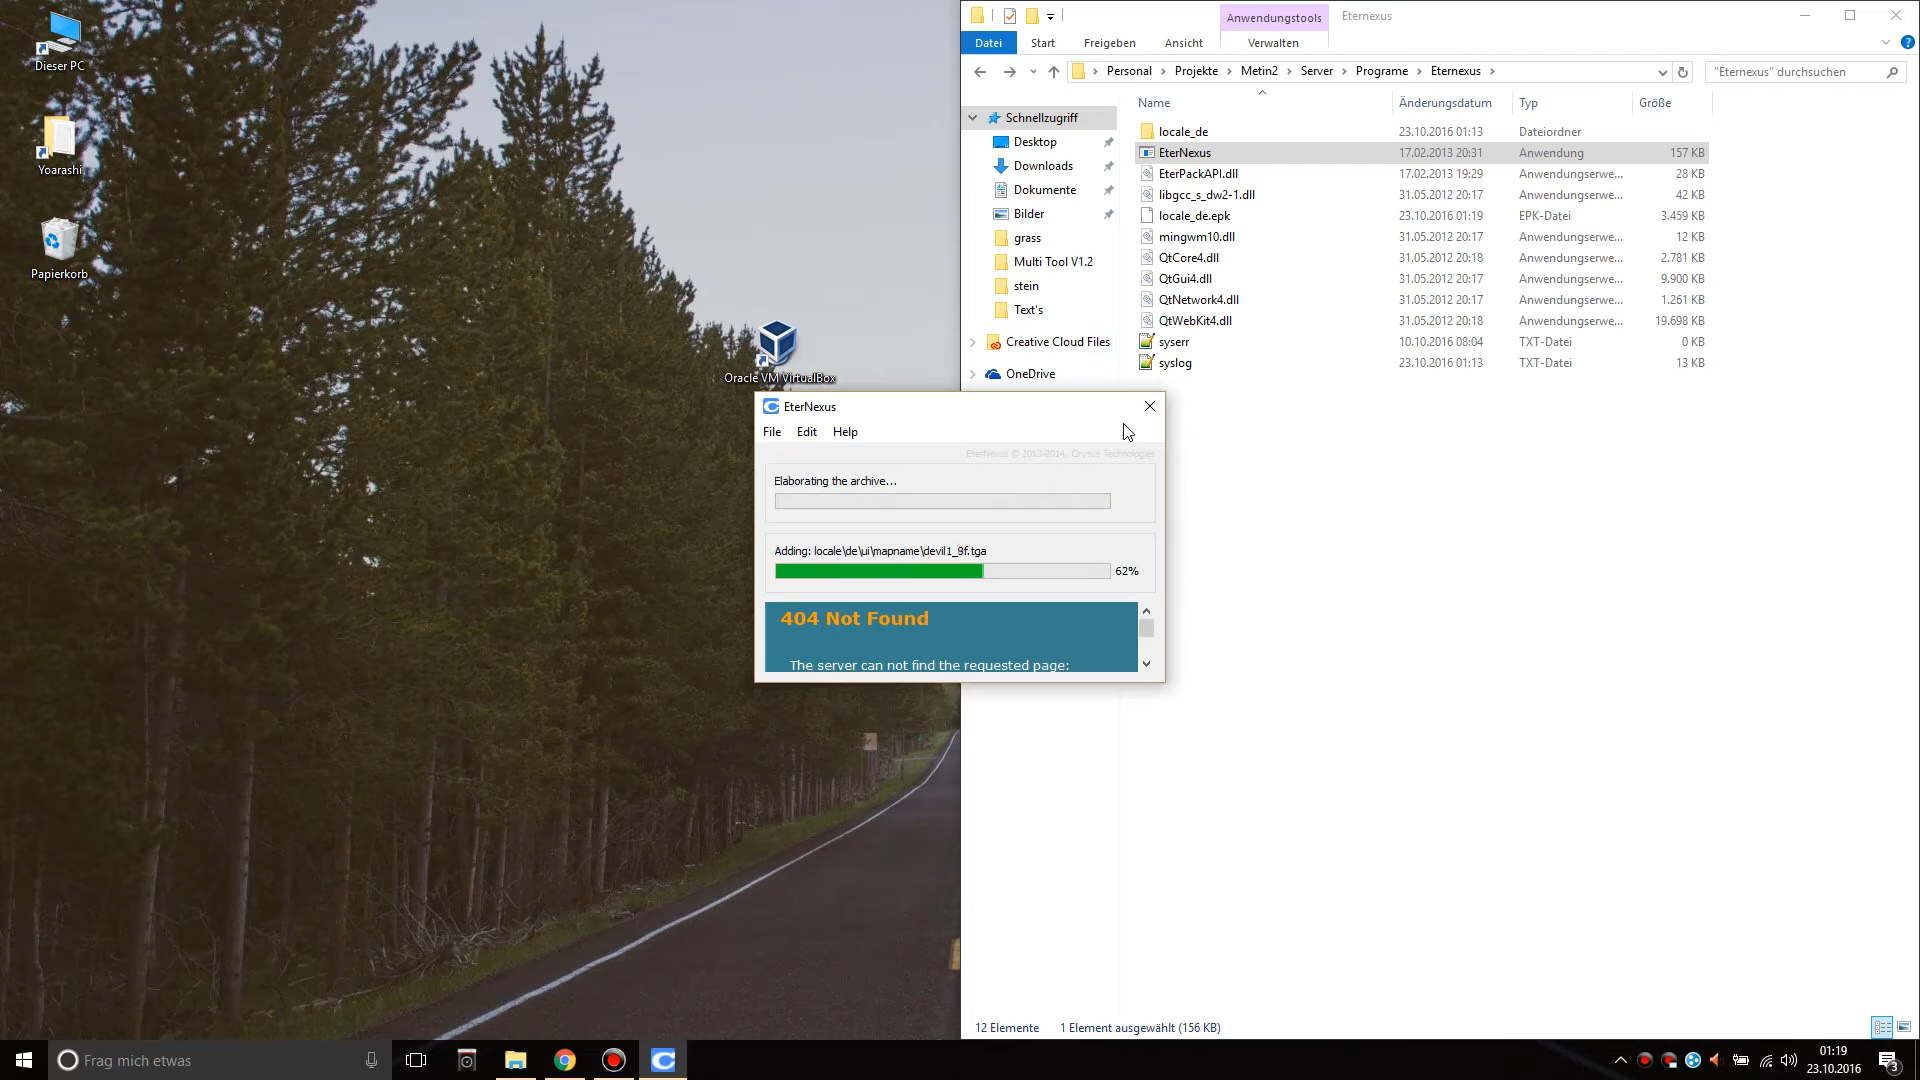 Dieser PC
Yoarashi
Papierkorb
Oracle VM VirtualBox
Anwendungstools
Eternexus
Datei
Start
Freigeben
Ansicht
Verwalten
Personal
Projekte
Metin2
Server
Programe
Eternexus
"Eternexus" durchsuchen
Schnellzugriff
Desktop
Downloads
Dokumente
Bilder
grass
Multi Tool V1.2
stein
Text's
Creative Cloud Files
OneDrive
Name Änderungsdatum Typ Größe
locale_de 23.10.2016 01:13 Dateiordner
EterNexus 17.02.2013 20:31 Anwendung 157 KB
EterPackAPI.dll 17.02.2013 19:29 Anwendungserwe... 28 KB
libgcc_s_dw2-1.dll 31.05.2012 20:17 Anwendungserwe... 42 KB
locale_de.epk 23.10.2016 01:19 EPK-Datei 3.459 KB
mingwm10.dll 31.05.2012 20:17 Anwendungserwe... 12 KB
QtCore4.dll 31.05.2012 20:18 Anwendungserwe... 2.781 KB
QtGui4.dll 31.05.2012 20:17 Anwendungserwe... 9.900 KB
QtNetwork4.dll 31.05.2012 20:17 Anwendungserwe... 1.261 KB
QtWebKit4.dll 31.05.2012 20:18 Anwendungserwe... 19.698 KB
syserr 10.10.2016 08:04 TXT-Datei 0 KB
syslog 23.10.2016 01:13 TXT-Datei 13 KB
EterNexus
File Edit Help
EterNexus © 2013-2014, Crysus Technologies
Elaborating the archive...
Adding: locale\de\ui\mapname\devil1_9f.tga
62%
404 Not Found
The server can not find the requested page:
12 Elemente 1 Element ausgewählt (156 KB)
Frag mich etwas
01:19
23.10.2016
3